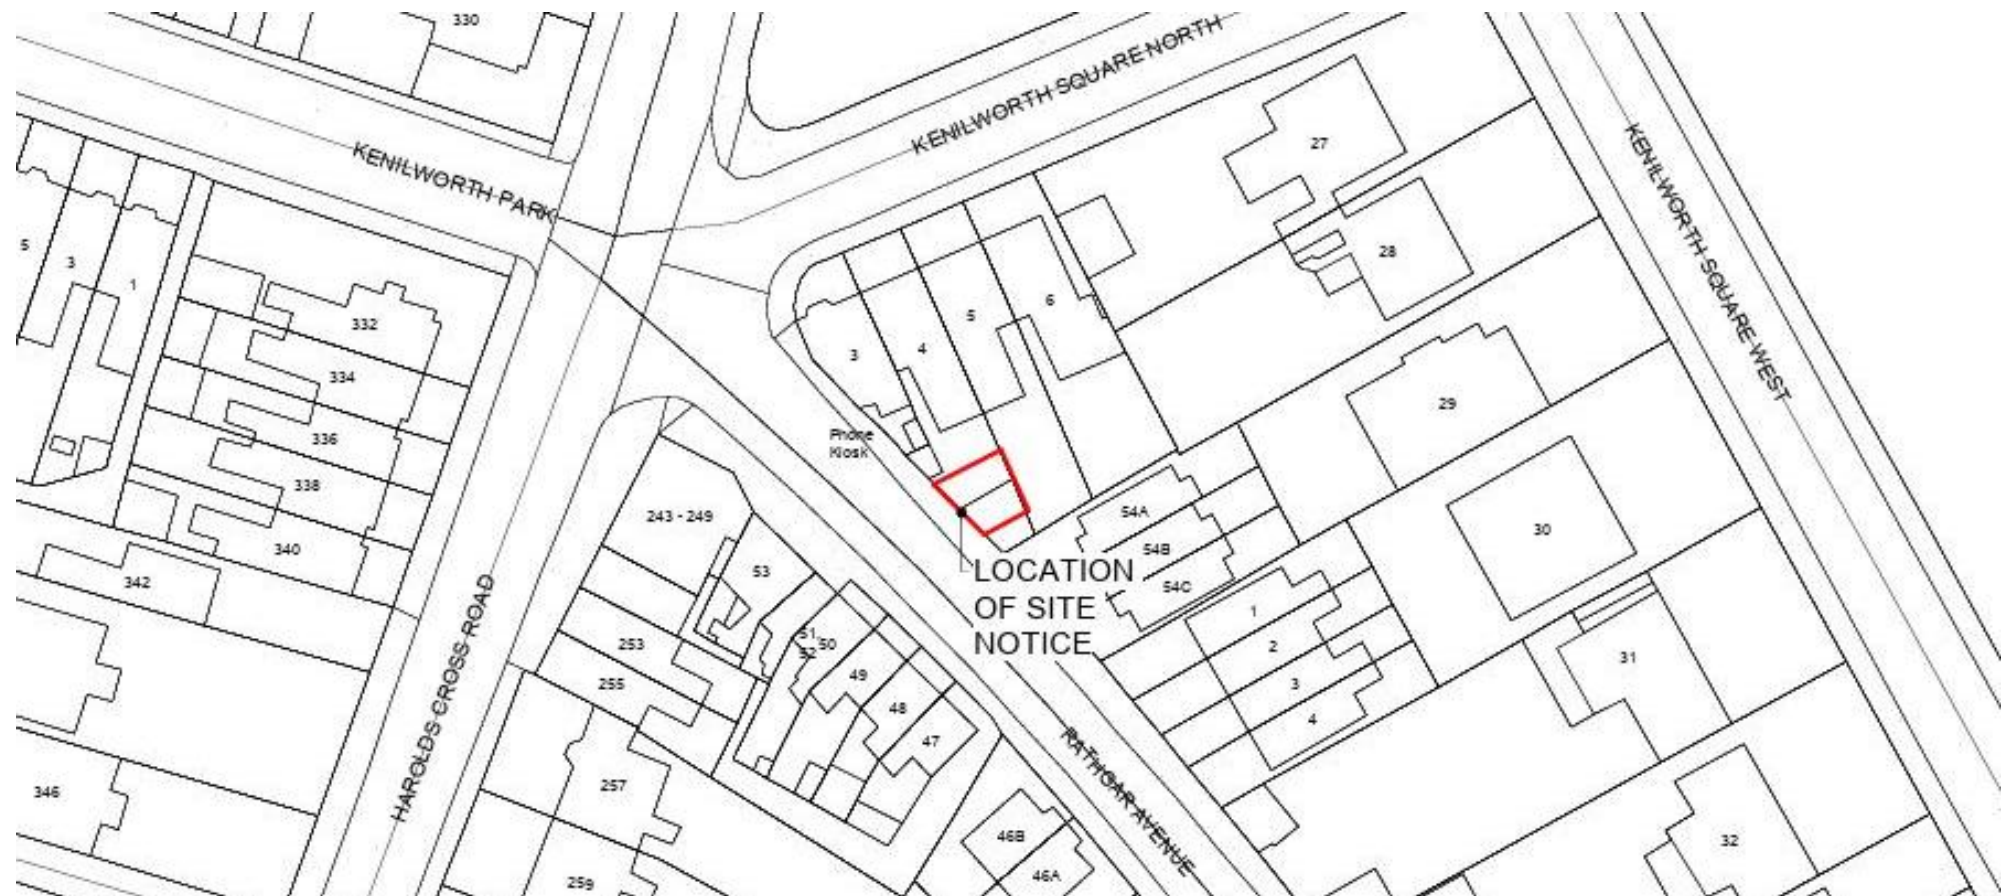 330
KENILWORTH SQUARE NORTH
KENILWORTH PARK
KENILWORTH SQUARE WEST
27
28
5
3
1
332
334
336
338
340
342
346
3
4
5
6
29
30
31
32
Phone
Kiosk
243 - 249
53
54A
54B
54C
LOCATION
OF SITE
NOTICE
1
2
3
4
253
255
257
259
51
52
50
49
48
47
46B
46A
HAROLDS CROSS ROAD
RATHGAR AVENUE